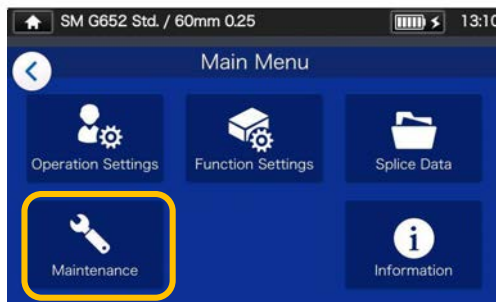 SM G652 Std. / 60mm 0.25
13:10
Main Menu
Operation Settings
Function Settings
Splice Data
Maintenance
Information